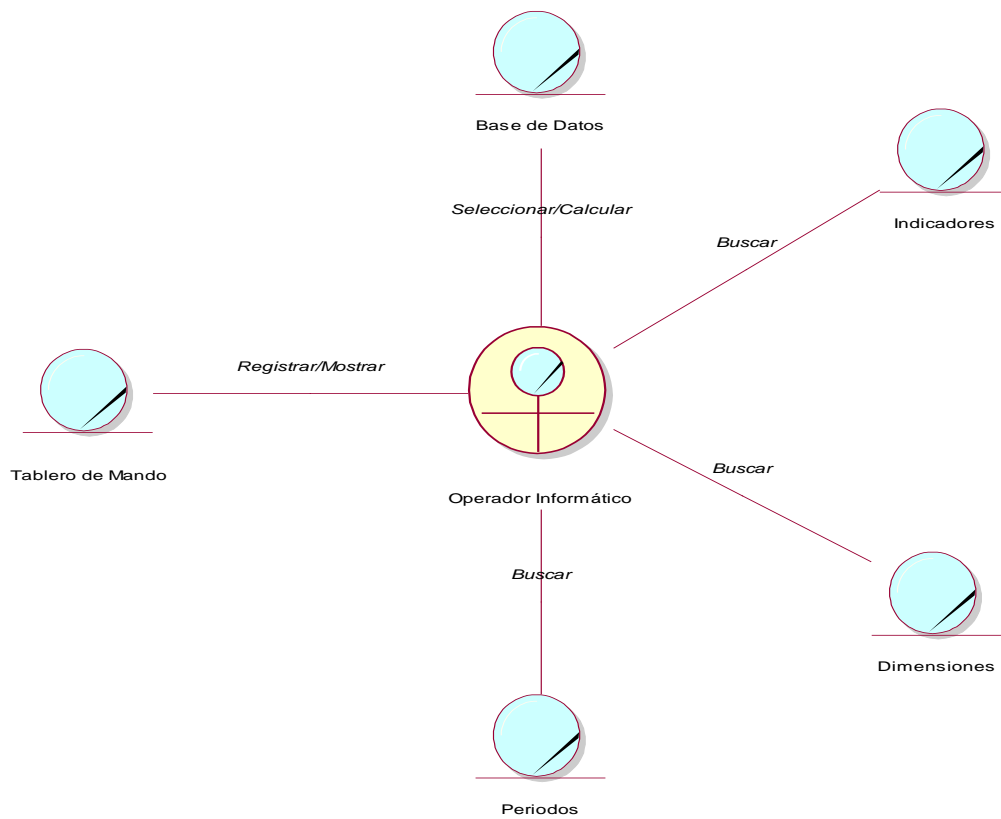 Base de Datos
Seleccionar/Calcular
Indicadores
Buscar
Registrar/Mostrar
Tablero de Mando
Operador Informático
Buscar
Buscar
Dimensiones
Periodos